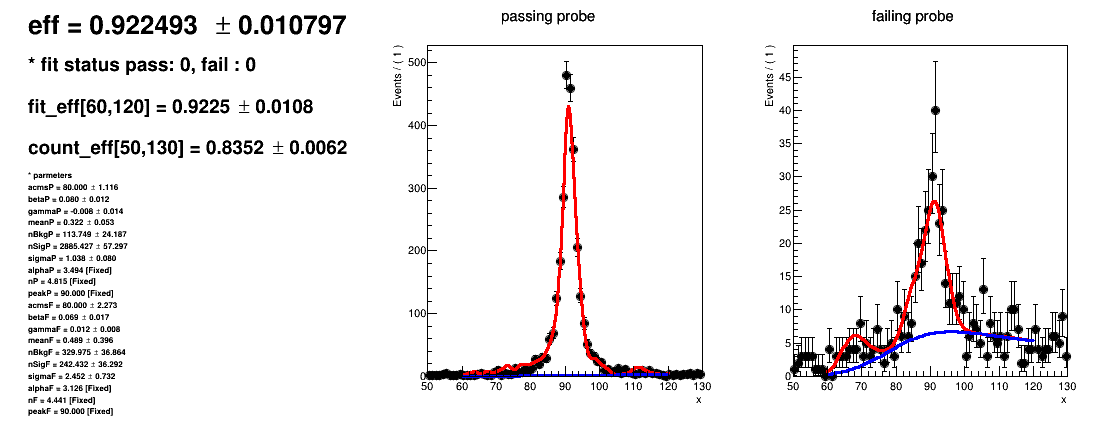 eff = 0.922493 ± 0.010797
* fit status pass: 0, fail : 0
fit_eff[60,120] = 0.9225 ± 0.0108
count_eff[50,130] = 0.8352 ± 0.0062
* parmeters
acmsP = 80.000 ± 1.116
betaP = 0.080 ± 0.012
gammaP = -0.008 ± 0.014
meanP = 0.322 ± 0.053
nBkgP = 113.749 ± 24.187
nSigP = 2885.427 ± 57.297
sigmaP = 1.038 ± 0.080
alphaP = 3.494 [Fixed]
nP = 4.815 [Fixed]
peakP = 90.000 [Fixed]
acmsF = 80.000 ± 2.273
betaF = 0.069 ± 0.017
gammaF = 0.012 ± 0.008
meanF = 0.489 ± 0.396
nBkgF = 329.975 ± 36.864
nSigF = 242.432 ± 36.292
sigmaF = 2.452 ± 0.732
alphaF = 3.126 [Fixed]
nF = 4.441 [Fixed]
peakF = 90.000 [Fixed]
passing probe
Events / ( 1 )
500
400
300
200
100
0
50 60 70 80 90 100 110 120 130
x
failing probe
Events / ( 1 )
45
40
35
30
25
20
15
10
5
0
50 60 70 80 90 100 110 120 130
x